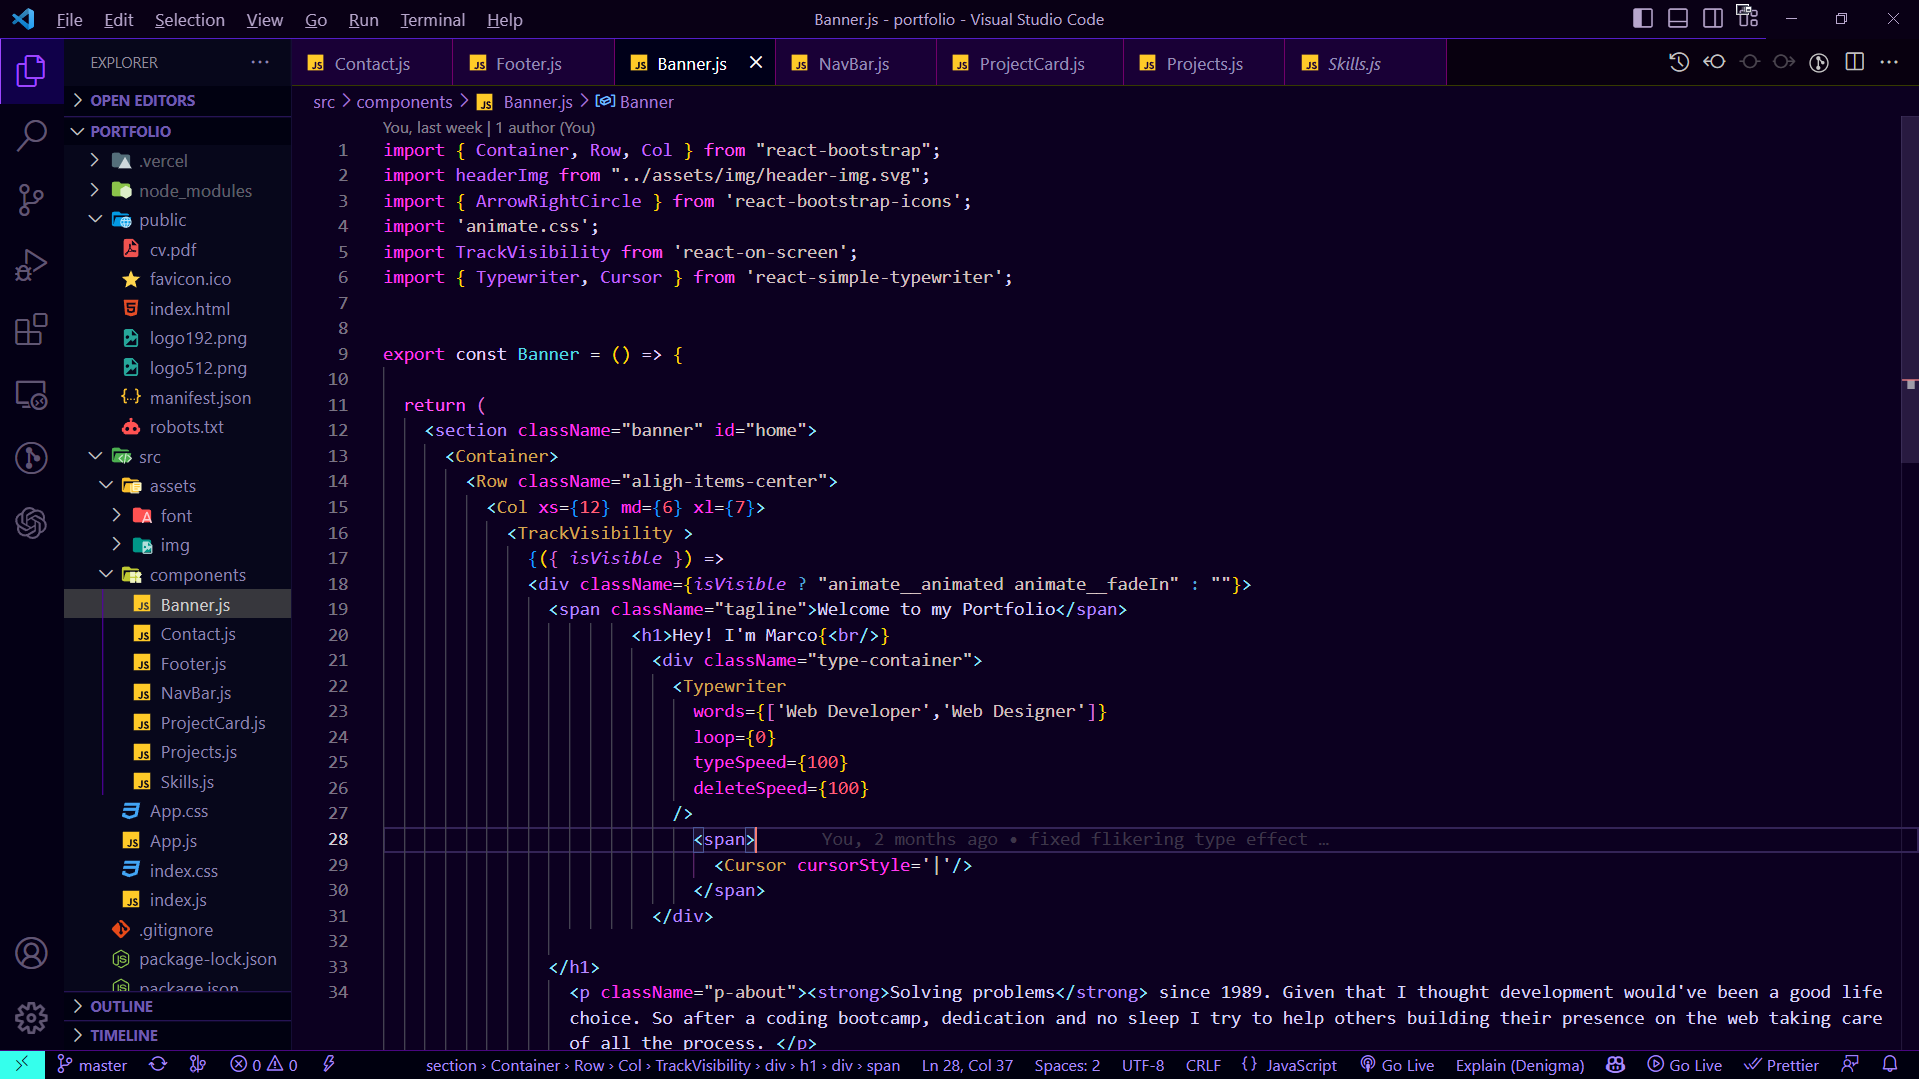 File Edit Selection View Go Run Terminal Help
Banner.js - portfolio - Visual Studio Code
EXPLORER
OPEN EDITORS
PORTFOLIO
.vercel
node_modules
public
cv.pdf
favicon.ico
index.html
logo192.png
logo512.png
manifest.json
robots.txt
src
assets
font
img
components
Banner.js
Contact.js
Footer.js
NavBar.js
ProjectCard.js
Projects.js
Skills.js
App.css
App.js
index.css
index.js
.gitignore
package-lock.json
package.json
OUTLINE
TIMELINE
Contact.js Footer.js Banner.js NavBar.js ProjectCard.js Projects.js Skills.js
src > components > Banner.js > Banner
You, last week | 1 author (You)
1 import { Container, Row, Col } from "react-bootstrap";
2 import headerImg from "../assets/img/header-img.svg";
3 import { ArrowRightCircle } from 'react-bootstrap-icons';
4 import 'animate.css';
5 import TrackVisibility from 'react-on-screen';
6 import { Typewriter, Cursor } from 'react-simple-typewriter';
7
8
9 export const Banner = () => {
10
11 return (
12 <section className="banner" id="home">
13 <Container>
14 <Row className="aligh-items-center">
15 <Col xs={12} md={6} xl={7}>
16 <TrackVisibility >
17 {({ isVisible }) =>
18 <div className={isVisible ? "animate__animated animate__fadeIn" : ""}>
19 <span className="tagline">Welcome to my Portfolio</span>
20 <h1>Hey! I'm Marco{<br/>}
21 <div className="type-container">
22 <Typewriter
23 words={['Web Developer','Web Designer']}
24 loop={0}
25 typeSpeed={100}
26 deleteSpeed={100}
27 />
28 <span> You, 2 months ago • fixed flikering type effect …
29 <Cursor cursorStyle='|'/>
30 </span>
31 </div>
32
33 </h1>
34 <p className="p-about"><strong>Solving problems</strong> since 1989. Given that I thought development would've been a good life
choice. So after a coding bootcamp, dedication and no sleep I try to help others building their presence on the web taking care
of all the process. </p>
master 0 0 section › Container › Row › Col › TrackVisibility › div › h1 › div › span Ln 28, Col 37 Spaces: 2 UTF-8 CRLF {} JavaScript Go Live Explain (Denigma) Go Live Prettier